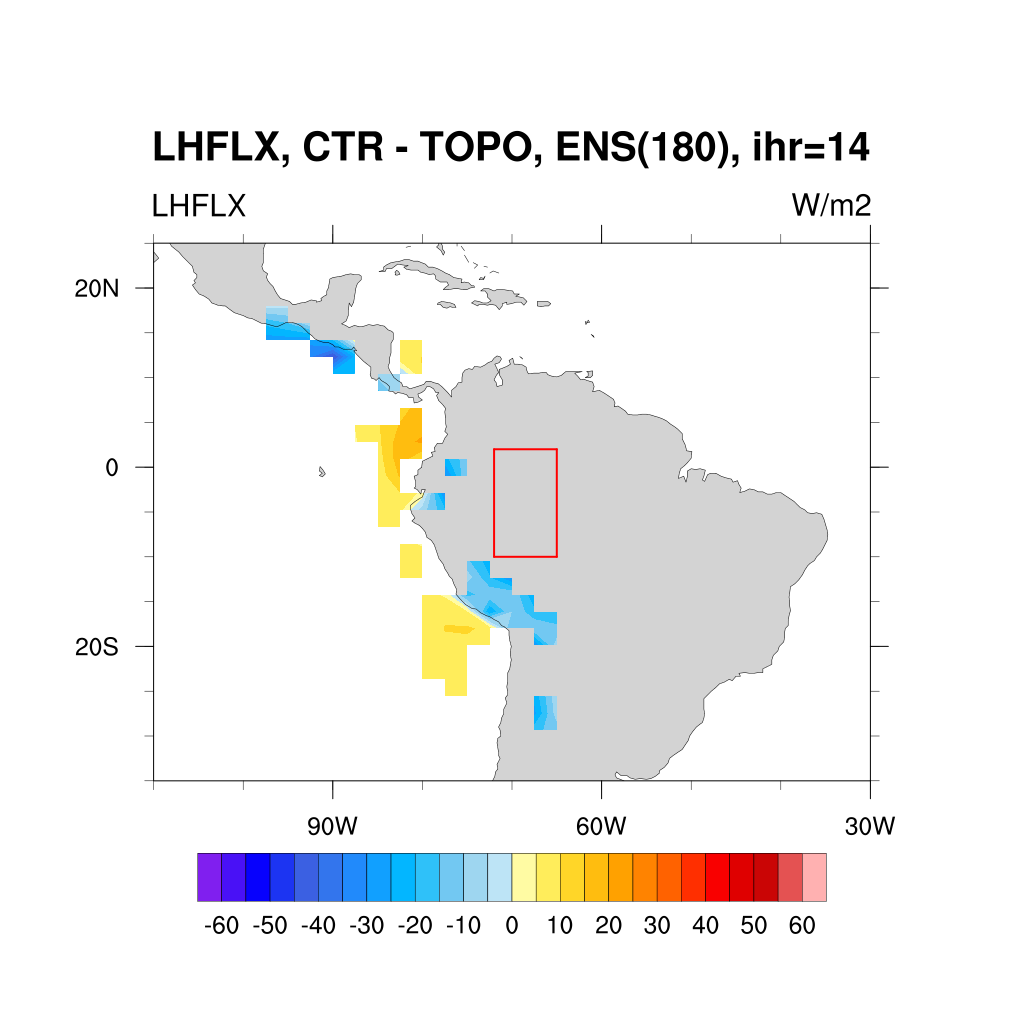 LHFLX, CTR - TOPO, ENS(180), ihr=14
LHFLX W/m2
20N
0
20S
90W 60W 30W
-60 -50 -40 -30 -20 -10 0 10 20 30 40 50 60